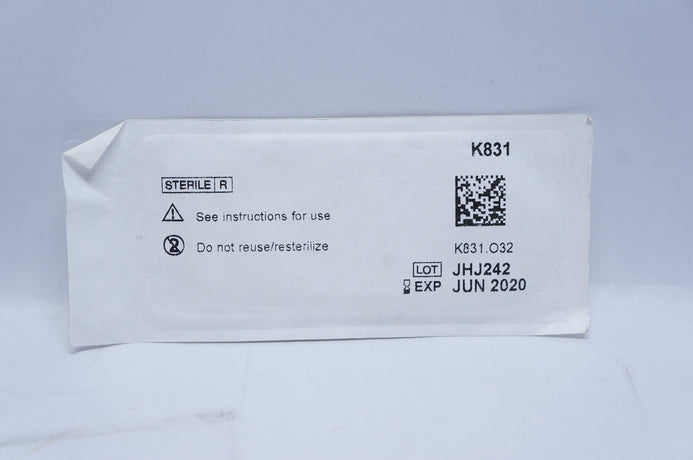 K831
STERILE R
See instructions for use
Do not reuse/resterilize
K831.O32
LOT JHJ242
EXP JUN 2020